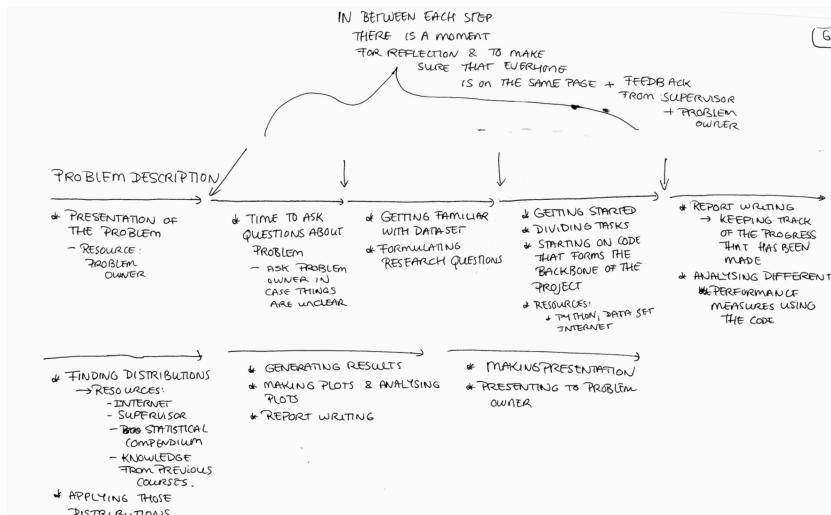 IN BETWEEN EACH STEP
THERE IS A MOMENT
FOR REFLECTION & TO MAKE
SURE THAT EVERYONE
IS ON THE SAME PAGE + FEEDBACK
FROM SUPERVISOR
+ PROBLEM
OWNER
G
PROBLEM DESCRIPTION
* PRESENTATION OF
THE PROBLEM
- RESOURCE:
PROBLEM
OWNER
* TIME TO ASK
QUESTIONS ABOUT
PROBLEM
- ASK PROBLEM
OWNER IN
CASE THINGS
ARE UNCLEAR
* GETTING FAMILIAR
WITH DATASET
* FORMULATING
RESEARCH QUESTIONS
* GETTING STARTED
* DIVIDING TASKS
* STARTING ON CODE
THAT FORMS THE
BACKBONE OF THE
PROJECT
* RESOURCES:
* PYTHON, DATA SET
INTERNET
* REPORT WRITING
→ KEEPING TRACK
OF THE PROGRESS
THAT HAS BEEN
MADE
* ANALYSING DIFFERENT
PERFORMANCE
MEASURES USING
THE CODE
* FINDING DISTRIBUTIONS
→ RESOURCES:
- INTERNET
- SUPERVISOR
- STATISTICAL
COMPENDIUM
- KNOWLEDGE
FROM PREVIOUS
COURSES.
* APPLYING THOSE
DISTRIBUTIONS
* GENERATING RESULTS
* MAKING PLOTS & ANALYSING
PLOTS
* REPORT WRITING
* MAKING PRESENTATION
* PRESENTING TO PROBLEM
OWNER